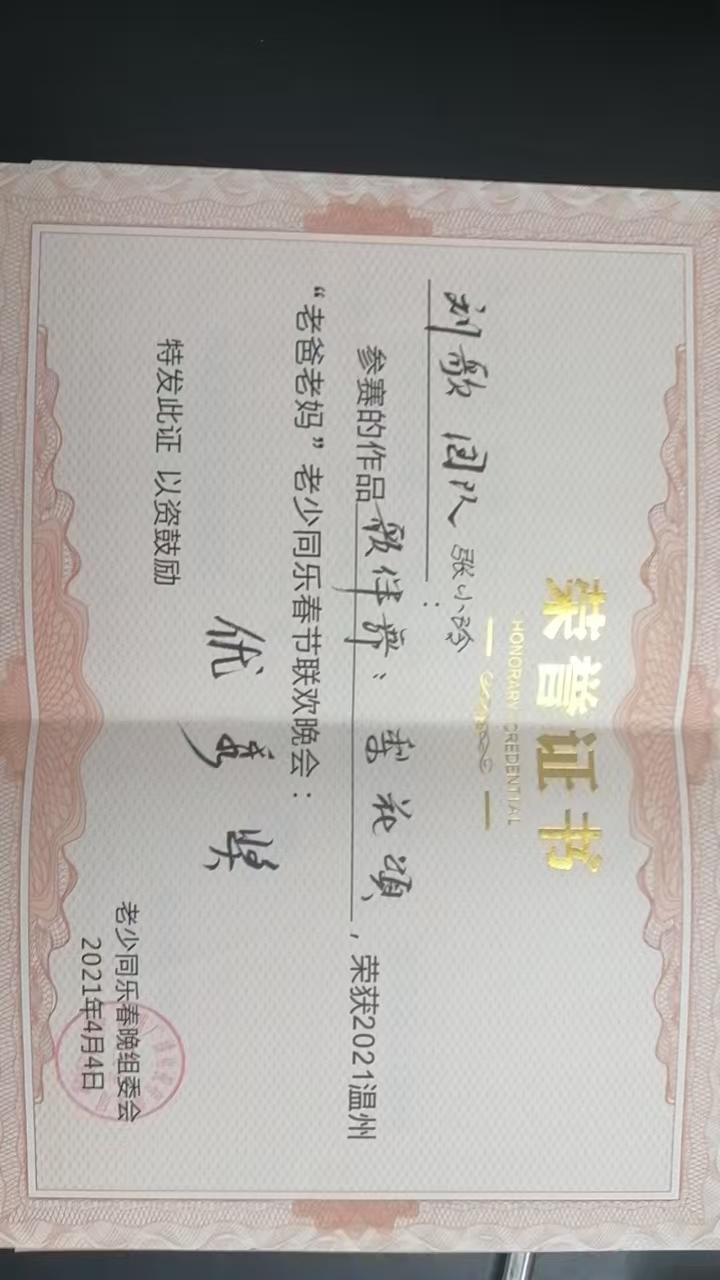 荣誉证书
HONORARY CREDENTIAL
刘歌 团队 张小玲:
参赛的作品 歌伴舞:雪花颂,荣获2021温州
“老爸老妈”老少同乐春节联欢晚会:
优秀奖
特发此证 以资鼓励
老少同乐春晚组委会
2021年4月4日